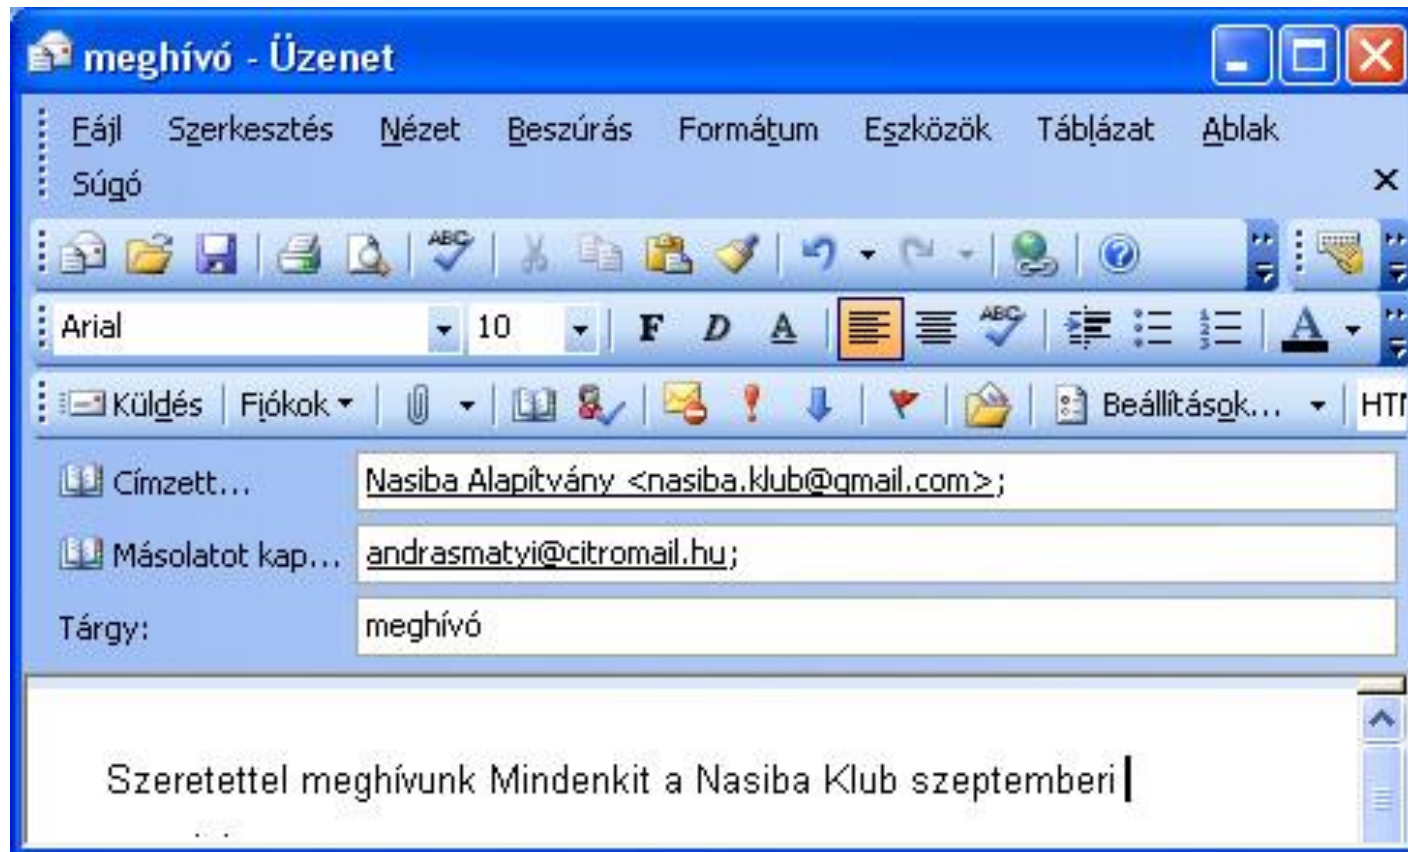 meghívó - Üzenet
Fájl Szerkesztés Nézet Beszúrás Formátum Eszközök Táblázat Ablak
Súgó
Arial 10 F D A
Küldés Fiókok Beállítások...
Címzett... Nasiba Alapítvány <nasiba.klub@gmail.com>;
Másolatot kap... andrasmatyi@citromail.hu;
Tárgy: meghívó
Szeretettel meghívunk Mindenkit a Nasiba Klub szeptemberi